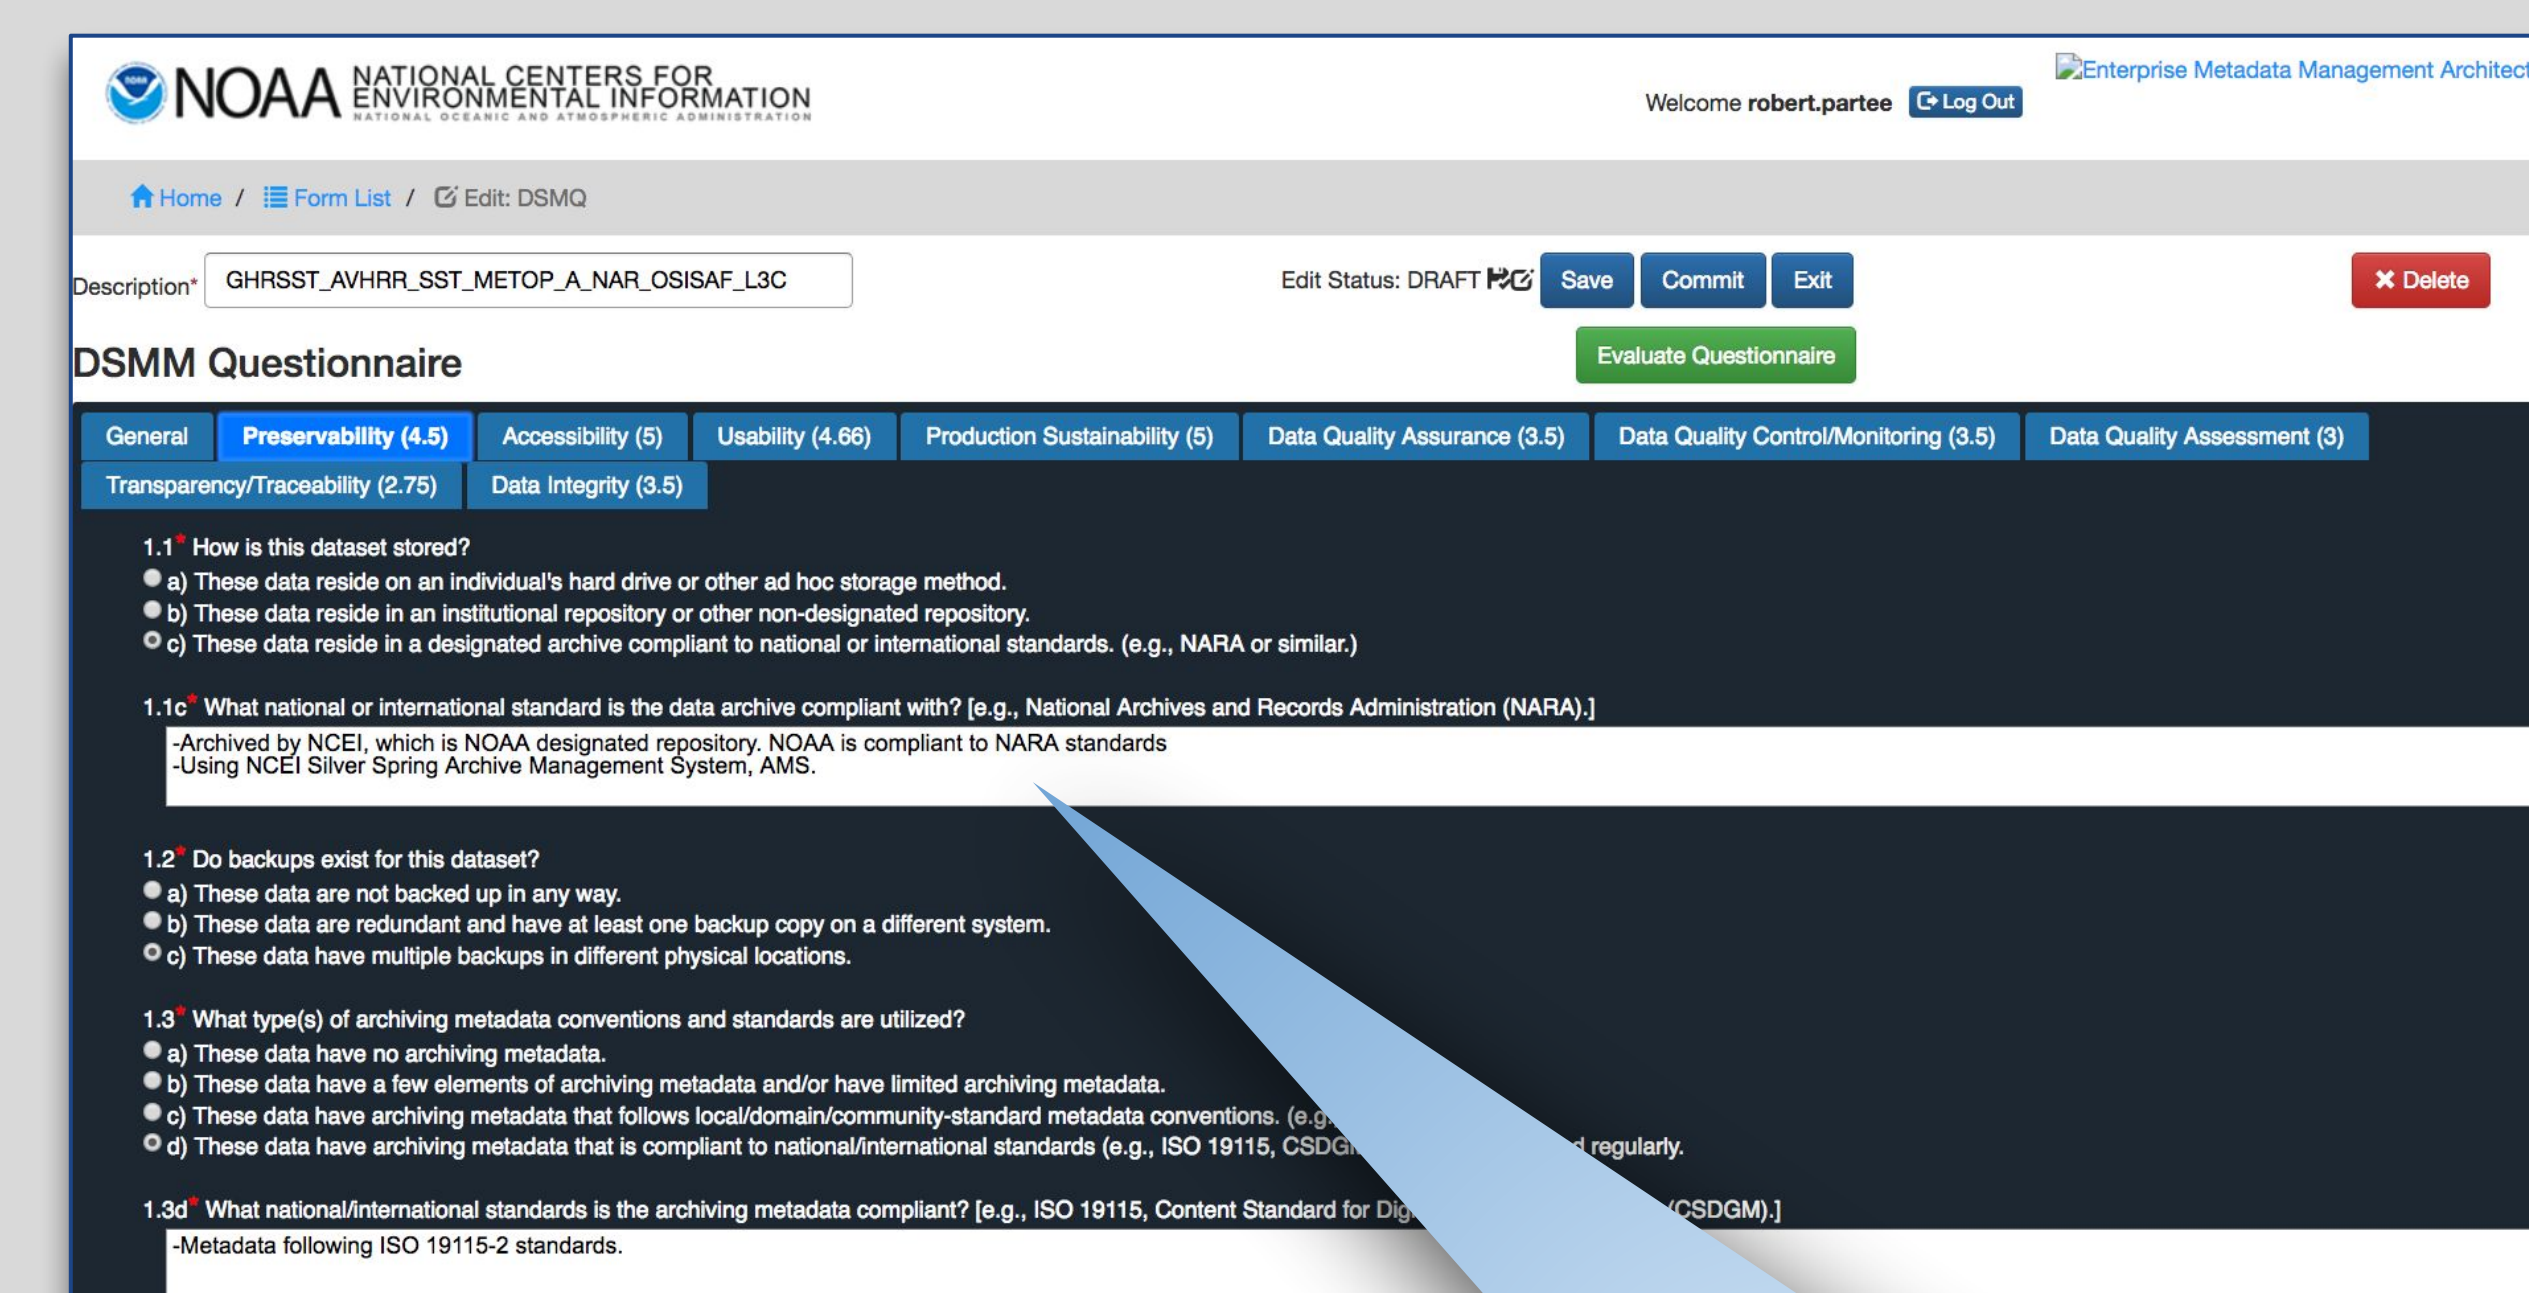 NOAA NATIONAL CENTERS FOR
ENVIRONMENTAL INFORMATION
NATIONAL OCEANIC AND ATMOSPHERIC ADMINISTRATION
Welcome robert.partee Log Out
Enterprise Metadata Management Architect
Home / Form List / Edit: DSMQ
Description* GHRSST_AVHRR_SST_METOP_A_NAR_OSISAF_L3C
Edit Status: DRAFT Save Commit Exit
Delete
DSMM Questionnaire
Evaluate Questionnaire
General Preservability (4.5) Accessibility (5) Usability (4.66) Production Sustainability (5) Data Quality Assurance (3.5) Data Quality Control/Monitoring (3.5) Data Quality Assessment (3)
Transparency/Traceability (2.75) Data Integrity (3.5)
1.1* How is this dataset stored?
a) These data reside on an individual's hard drive or other ad hoc storage method.
b) These data reside in an institutional repository or other non-designated repository.
c) These data reside in a designated archive compliant to national or international standards. (e.g., NARA or similar.)
1.1c* What national or international standard is the data archive compliant with? [e.g., National Archives and Records Administration (NARA).]
-Archived by NCEI, which is NOAA designated repository. NOAA is compliant to NARA standards
-Using NCEI Silver Spring Archive Management System, AMS.
1.2* Do backups exist for this dataset?
a) These data are not backed up in any way.
b) These data are redundant and have at least one backup copy on a different system.
c) These data have multiple backups in different physical locations.
1.3* What type(s) of archiving metadata conventions and standards are utilized?
a) These data have no archiving metadata.
b) These data have a few elements of archiving metadata and/or have limited archiving metadata.
c) These data have archiving metadata that follows local/domain/community-standard metadata conventions. (e.g.
d) These data have archiving metadata that is compliant to national/international standards (e.g., ISO 19115, regularly.
1.3d* What national/international standards is the archiving metadata compliant? [e.g., ISO 19115, Content Standard for (CSDGM).]
-Metadata following ISO 19115-2 standards.